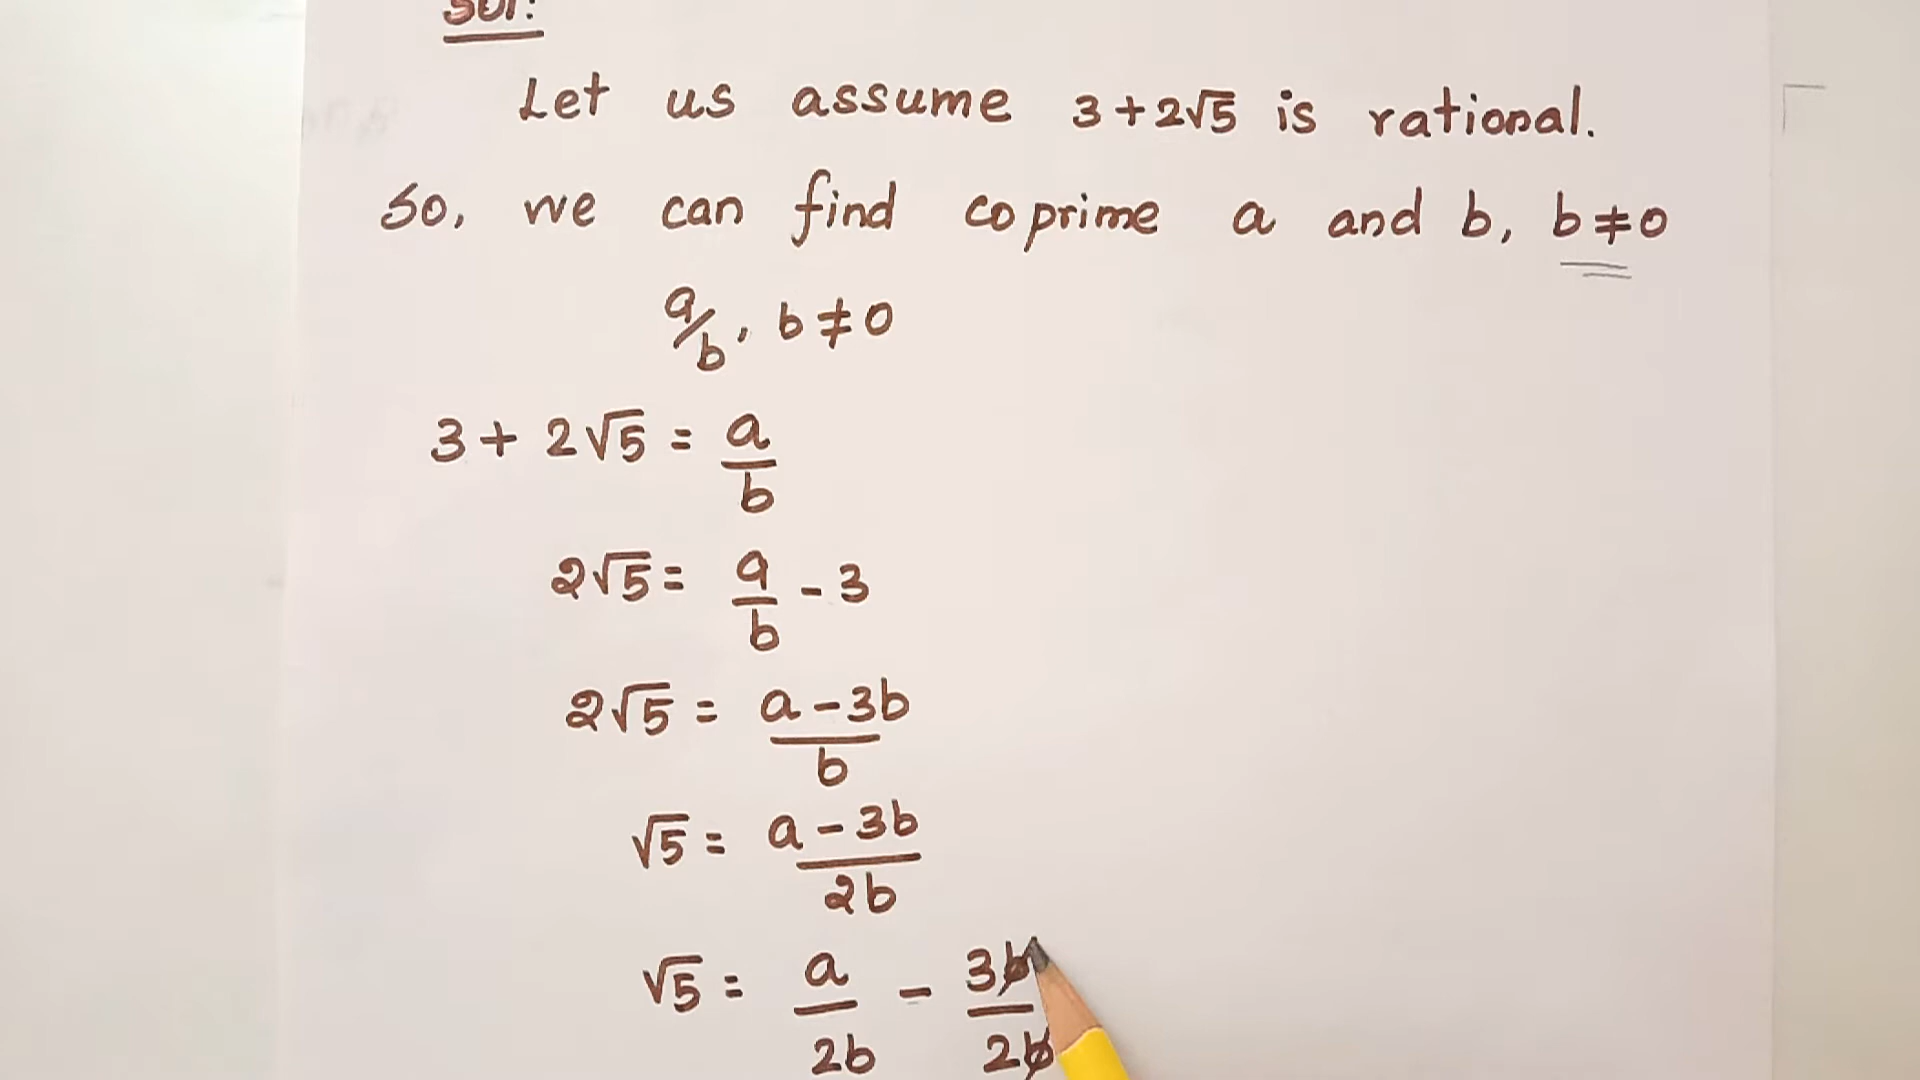 Sol:
Let us assume 3+2√5 is rational.
So, we can find coprime a and b, b≠0
a/b, b≠0
3 + 2√5 = a/b
2√5 = a/b - 3
2√5 = (a - 3b)/b
√5 = (a - 3b)/2b
√5 = a/2b - 3b/2b